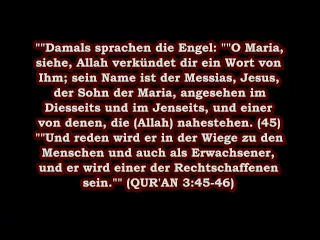 ""Damals sprachen die Engel: ""O Maria,
siehe, Allah verkündet dir ein Wort von
Ihm; sein Name ist der Messias, Jesus,
der Sohn der Maria, angesehen im
Diesseits und im Jenseits, und einer
von denen, die (Allah) nahestehen. (45)
""Und reden wird er in der Wiege zu den
Menschen und auch als Erwachsener,
und er wird einer der Rechtschaffenen
sein."" (QUR'AN 3:45-46)